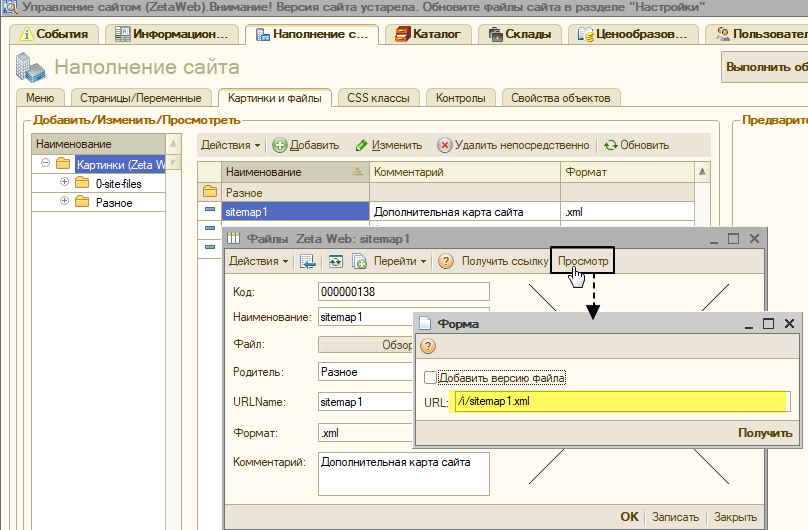 Управление сайтом (ZetaWeb).Внимание! Версия сайта устарела. Обновите файлы сайта в разделе "Настройки"
События Информацион... Наполнение с... Каталог Склады Ценообразов... Пользовател
Наполнение сайта Выполнить об
Меню Страницы/Переменные Картинки и файлы CSS классы Контролы Свойства объектов
Добавить/Изменить/Просмотреть Предварите
Наименование Действия Добавить Изменить Удалить непосредственно Обновить
Картинки (Zeta W Наименование Комментарий Формат
0-site-files Разное
Разное sitemap1 Дополнительная карта сайта .xml
Файлы Zeta Web: sitemap1
Действия Перейти Получить ссылку Просмотр
Код: 000000138
Наименование: sitemap1
Форма
Файл: Обзор
Родитель: Разное
Добавить версию файла
URLName: sitemap1
URL: /i/sitemap1.xml
Формат: .xml
Получить
Комментарий: Дополнительная карта сайта
OK Записать Закрыть